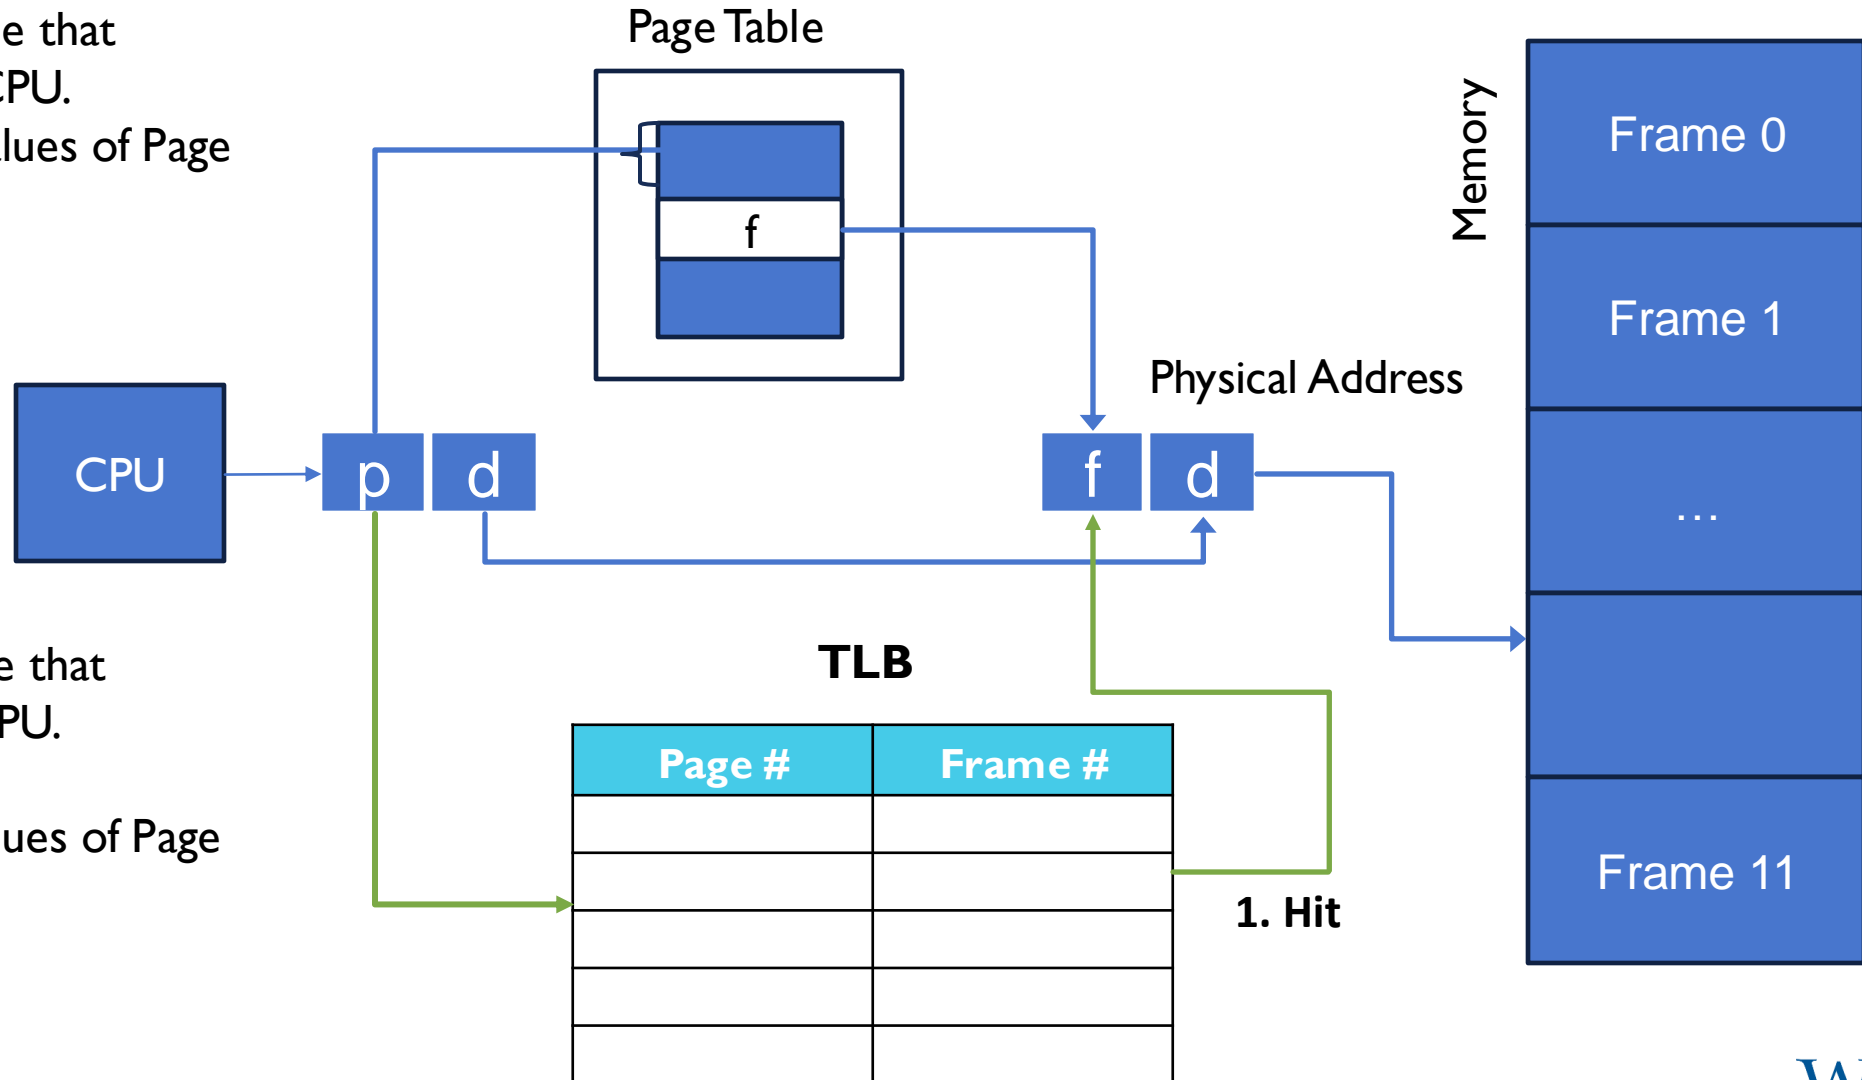 e that
CPU.
lues of Page
Page Table
f
Memory
Frame 0
Frame 1
…
Frame 11
Physical Address
CPU
p d
f d
e that
PU.
ues of Page
TLB
Page # Frame #
1. Hit
W